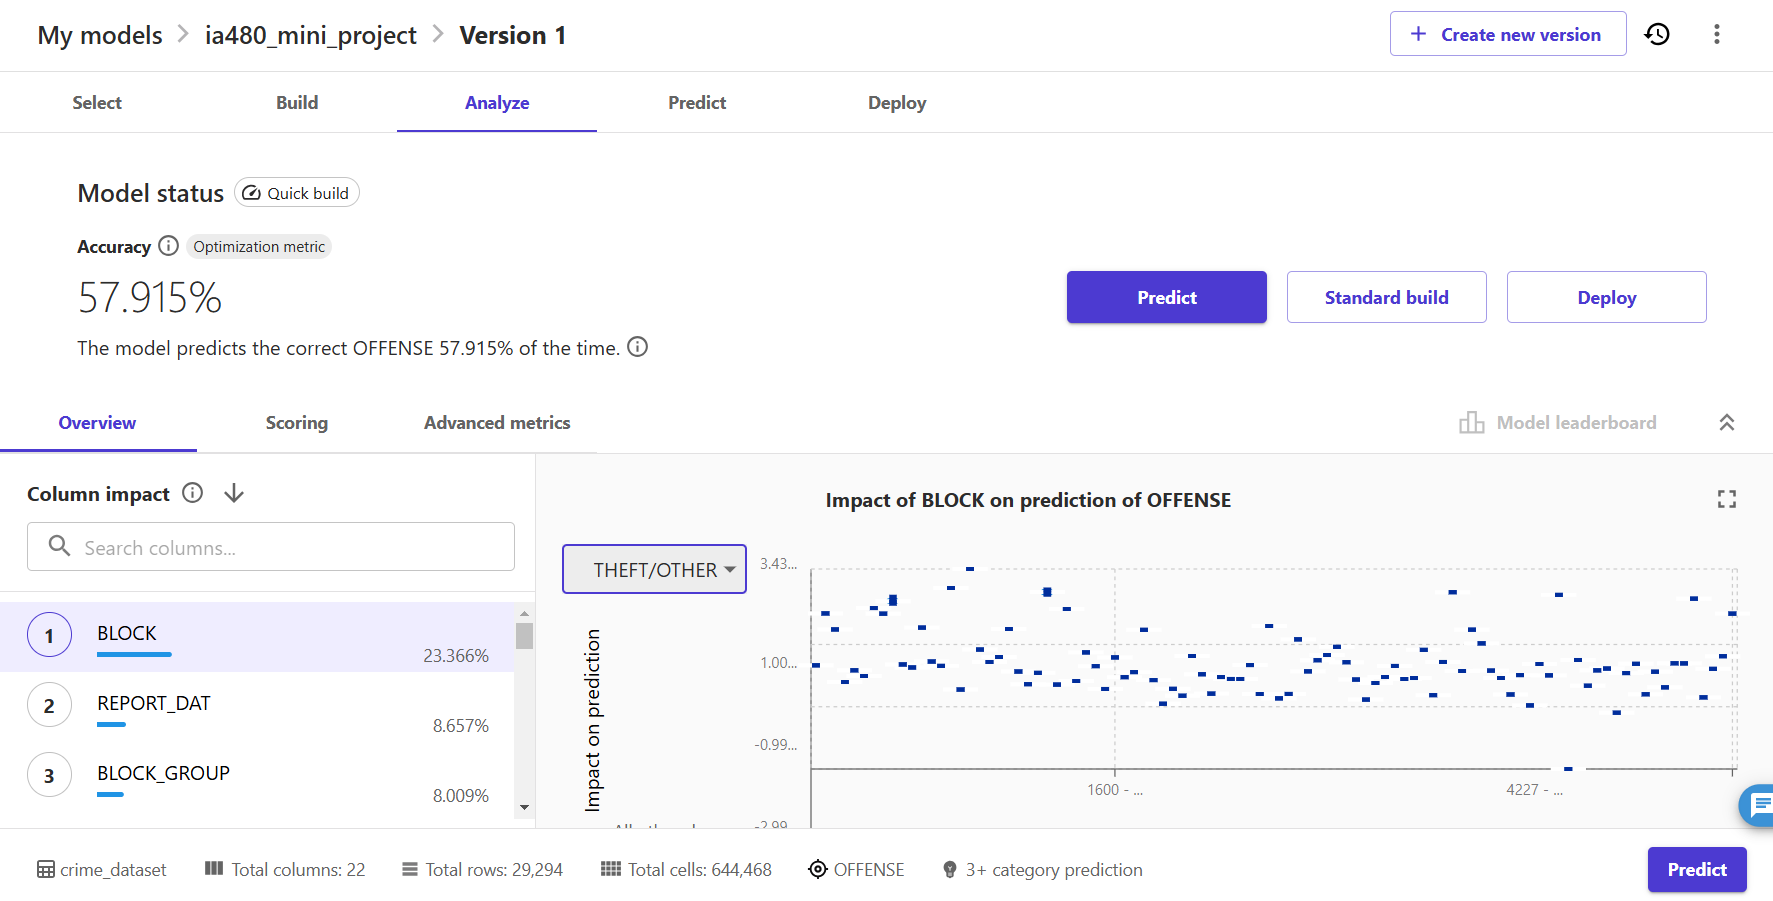 My models > ia480_mini_project > Version 1
+ Create new version
Select Build Analyze Predict Deploy
Model status Quick build
Accuracy Optimization metric
57.915%
The model predicts the correct OFFENSE 57.915% of the time.
Predict Standard build Deploy
Overview Scoring Advanced metrics Model leaderboard
Column impact
Search columns...
1 BLOCK 23.366%
2 REPORT_DAT 8.657%
3 BLOCK_GROUP 8.009%
Impact of BLOCK on prediction of OFFENSE
THEFT/OTHER
Impact on prediction
3.43...
1.00...
-0.99...
-2.99
1600 - ...
4227 - ...
crime_dataset Total columns: 22 Total rows: 29,294 Total cells: 644,468 OFFENSE 3+ category prediction
Predict